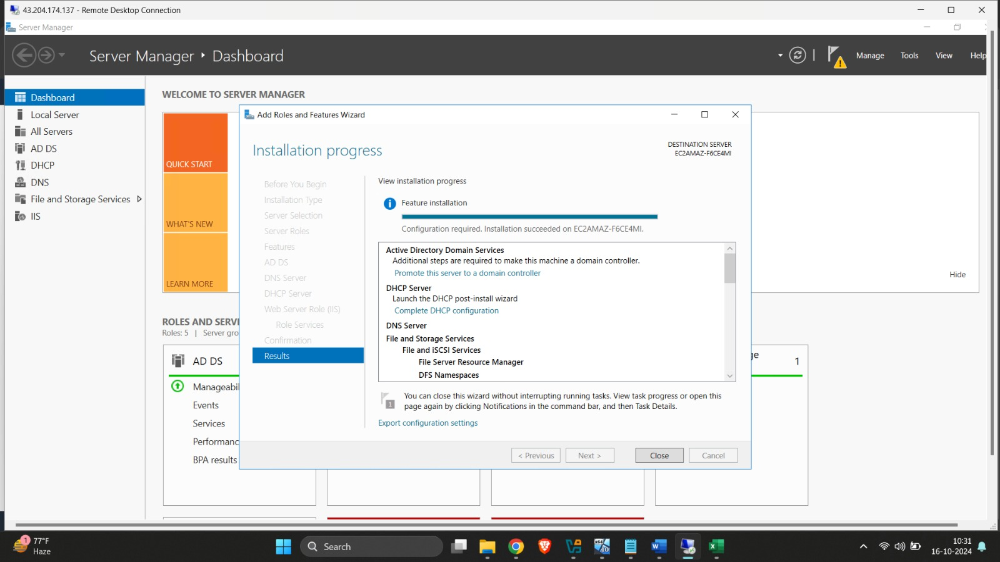 43.204.174.137 - Remote Desktop Connection
Server Manager
Server Manager ‣ Dashboard
Manage
Tools
View
Help
Dashboard
Local Server
All Servers
AD DS
DHCP
DNS
File and Storage Services
IIS
WELCOME TO SERVER MANAGER
QUICK START
WHAT'S NEW
LEARN MORE
Hide
Add Roles and Features Wizard
Installation progress
DESTINATION SERVER
EC2AMAZ-F6CE4MI
Before You Begin
Installation Type
Server Selection
Server Roles
Features
AD DS
DNS Server
DHCP Server
Web Server Role (IIS)
Role Services
Confirmation
Results
View installation progress
Feature installation
Configuration required. Installation succeeded on EC2AMAZ-F6CE4MI.
Active Directory Domain Services
Additional steps are required to make this machine a domain controller.
Promote this server to a domain controller
DHCP Server
Launch the DHCP post-install wizard
Complete DHCP configuration
DNS Server
File and Storage Services
File and iSCSI Services
File Server Resource Manager
DFS Namespaces
1
You can close this wizard without interrupting running tasks. View task progress or open this
page again by clicking Notifications in the command bar, and then Task Details.
Export configuration settings
< Previous
Next >
Close
Cancel
ROLES AND SERV
Roles: 5 | Server gro
AD DS
Manageabil
Events
Services
Performanc
BPA results
ge
1
1
77°F
Haze
Search
x64
10
10:31
16-10-2024